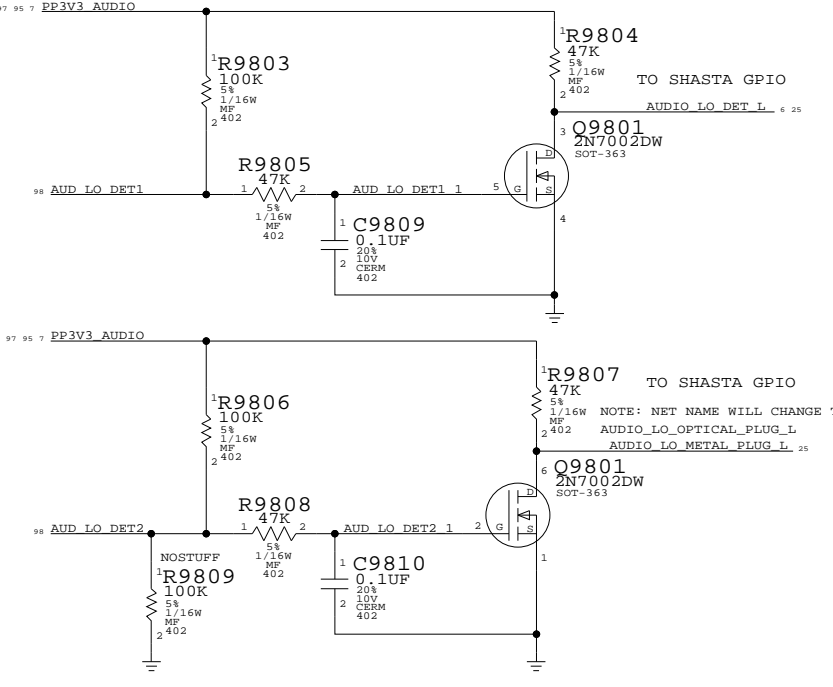 97 95 7 PP3V3_AUDIO
1
R9803
100K
5%
1/16W
MF
402
2
1
R9804
47K
5%
1/16W
MF
402
2
TO SHASTA GPIO
AUDIO_LO_DET_L 6 25
3
Q9801
2N7002DW
SOT-363
D
G
S
5
4
98 AUD_LO_DET1
R9805
47K
1 2
5%
1/16W
MF
402
AUD_LO_DET1_1
1
C9809
0.1UF
20%
10V
CERM
402
2
97 95 7 PP3V3_AUDIO
1
R9806
100K
5%
1/16W
MF
402
2
1
R9807
47K
5%
1/16W
MF
402
2
TO SHASTA GPIO
NOTE: NET NAME WILL CHANGE
AUDIO_LO_OPTICAL_PLUG_L
AUDIO_LO_METAL_PLUG_L 25
6
Q9801
2N7002DW
SOT-363
D
G
S
2
1
98 AUD_LO_DET2
R9808
47K
1 2
5%
1/16W
MF
402
AUD_LO_DET2_1
NOSTUFF
1
R9809
100K
5%
1/16W
MF
402
2
1
C9810
0.1UF
20%
10V
CERM
402
2